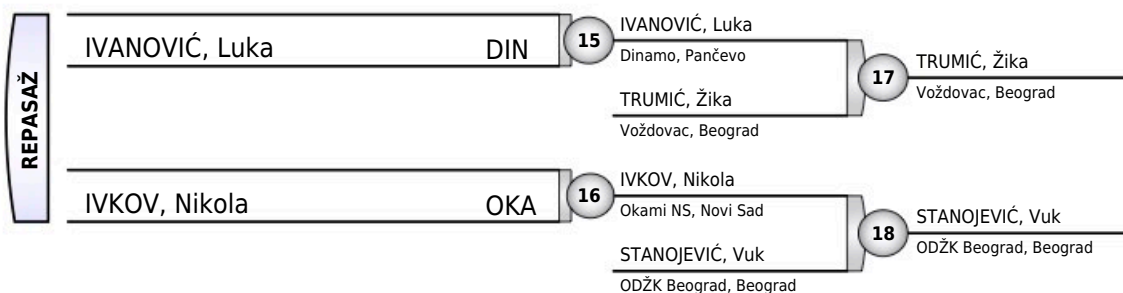 REPASAŽ
IVANOVIĆ, Luka DIN
15
IVANOVIĆ, Luka
Dinamo, Pančevo
TRUMIĆ, Žika
Voždovac, Beograd
17
TRUMIĆ, Žika
Voždovac, Beograd
IVKOV, Nikola OKA
16
IVKOV, Nikola
Okami NS, Novi Sad
STANOJEVIĆ, Vuk
ODŽK Beograd, Beograd
18
STANOJEVIĆ, Vuk
ODŽK Beograd, Beograd